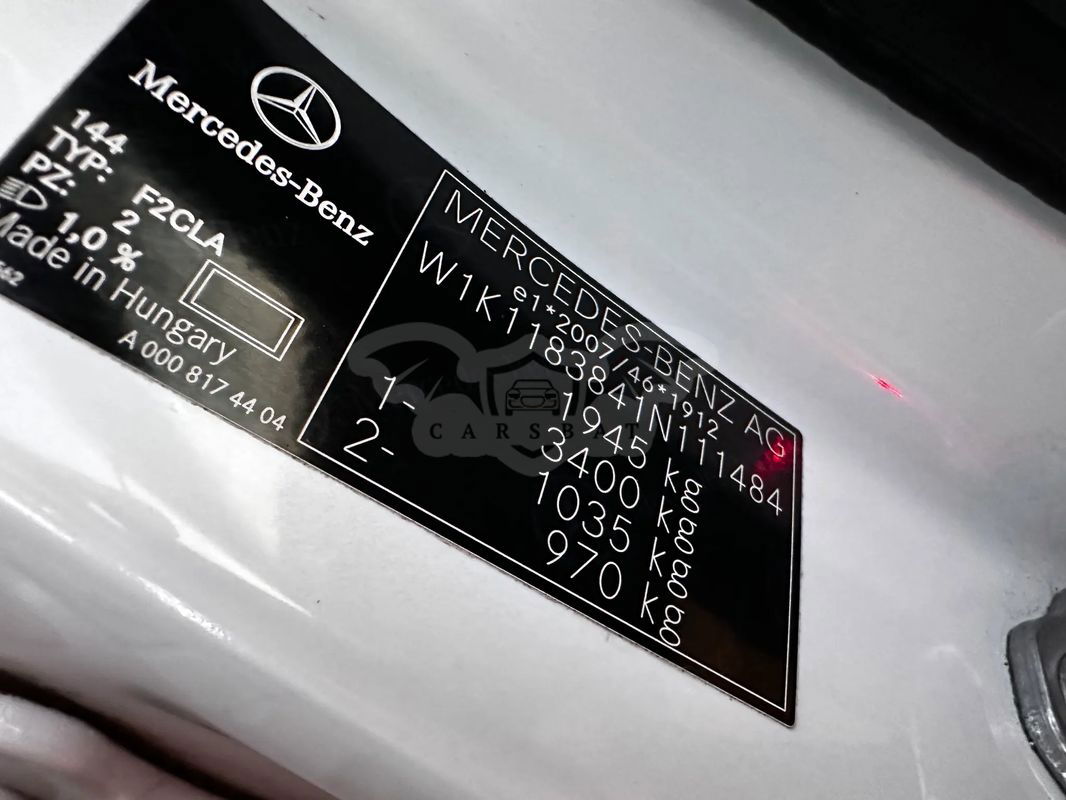 Mercedes-Benz
144
TYP: F2CLA
PZ: 2
1,0 %
Made in Hungary
A 000 817 44 04
MERCEDES-BENZ AG
e1*2007/46*1912
W1K1183841N111484
1945 kg
3400 kg
1- 1035 kg
2- 970 kg
CARSBAT